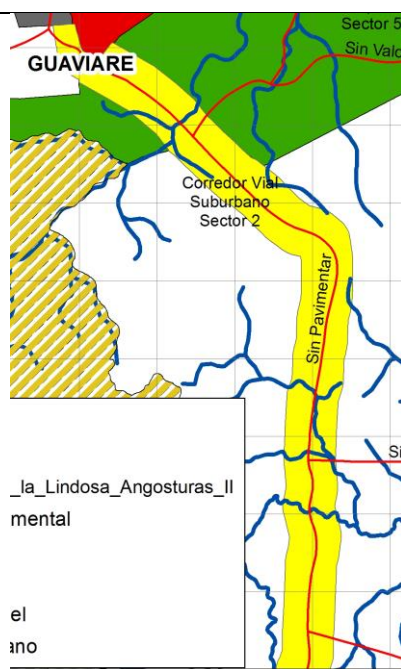 Sector 5
Sin Valo
GUAVIARE
Corredor Vial
Suburbano
Sector 2
Sin Pavimentar
Si
_la_Lindosa_Angosturas_II
mental
el
ano